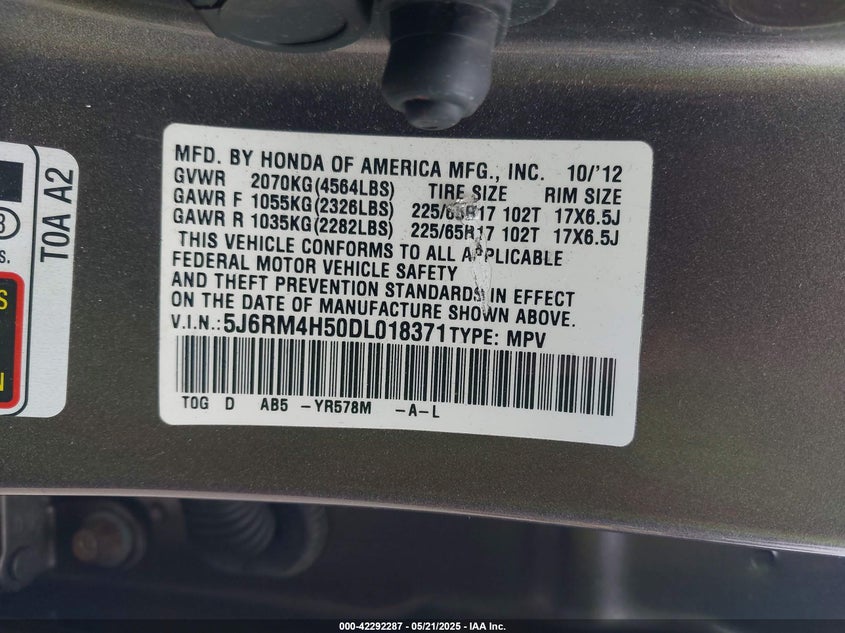 MFD. BY HONDA OF AMERICA MFG., INC. 10/'12
GVWR 2070KG(4564LBS) TIRE SIZE RIM SIZE
GAWR F 1055KG(2326LBS) 225/65R17 102T 17X6.5J
GAWR R 1035KG(2282LBS) 225/65R17 102T 17X6.5J
THIS VEHICLE CONFORMS TO ALL APPLICABLE
FEDERAL MOTOR VEHICLE SAFETY
AND THEFT PREVENTION STANDARDS IN EFFECT
ON THE DATE OF MANUFACTURE SHOWN ABOVE.
V.I.N.:5J6RM4H50DL018371 TYPE: MPV
TOG D AB5 -YR578M -A-L
TOA A2
000-42292287 - 05/21/2025 - IAA Inc.